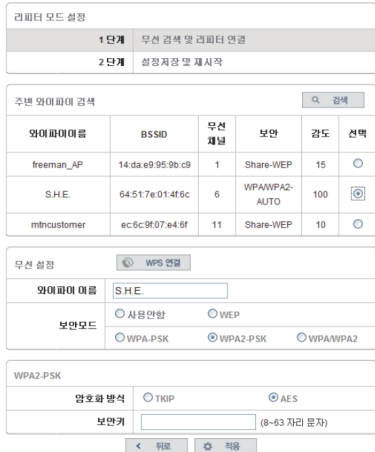 리피터 모드 설정
1 단계 무선 검색 및 리피터 연결
2 단계 설정저장 및 재시작
주변 와이파이 검색 검색
와이파이이름 BSSID 무선 채널 보안 감도 선택
freeman_AP 14:da:e9:95:9b:c9 1 Share-WEP 15
S.H.E. 64:51:7e:01:4f:6c 6 WPA/WPA2-AUTO 100
mtncustomer ec:6c:9f:07:e4:6f 11 Share-WEP 10
무선 설정 WPS 연결
와이파이 이름 S.H.E.
보안모드 사용안함 WEP
WPA-PSK WPA2-PSK WPA/WPA2
WPA2-PSK
암호화 방식 TKIP AES
보안키 (8~63 자리 문자)
뒤로 적용